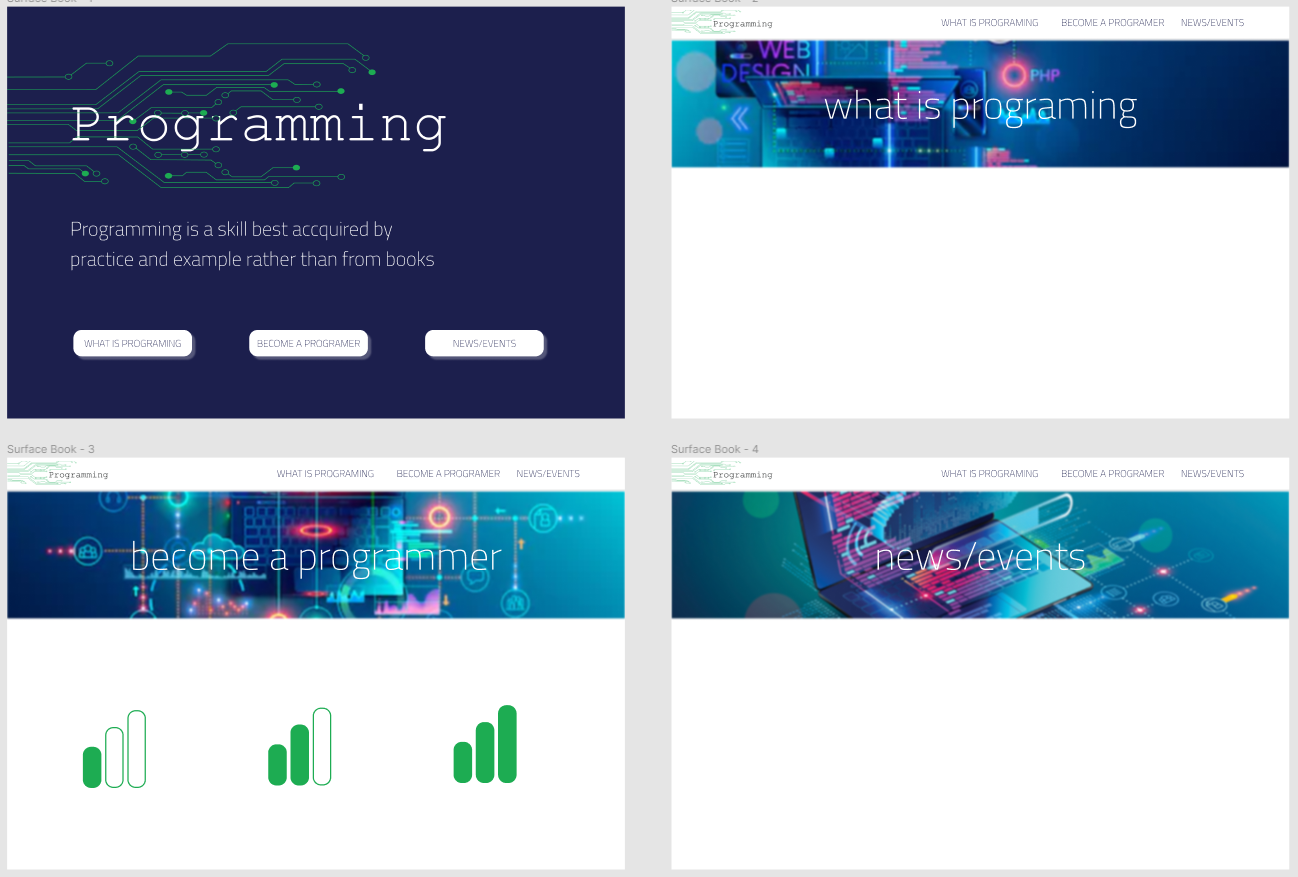 Surface Book - 1
Programming
Programming is a skill best accquired by
practice and example rather than from books
WHAT IS PROGRAMING
BECOME A PROGRAMER
NEWS/EVENTS
Surface Book - 2
Programming
WHAT IS PROGRAMING
BECOME A PROGRAMER
NEWS/EVENTS
WEB
DESIGN
PHP
what is programing
Surface Book - 3
Programming
WHAT IS PROGRAMING
BECOME A PROGRAMER
NEWS/EVENTS
become a programmer
Surface Book - 4
Programming
WHAT IS PROGRAMING
BECOME A PROGRAMER
NEWS/EVENTS
news/events